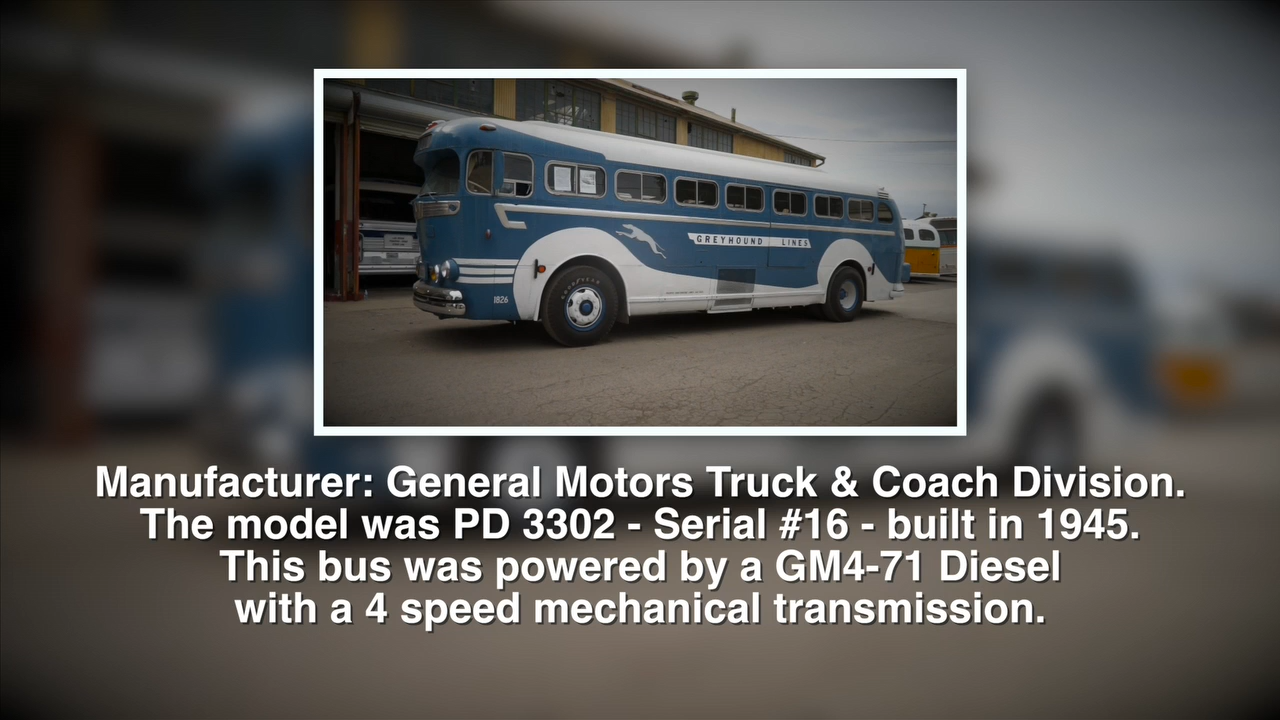 GREYHOUND LINES
1826
Manufacturer: General Motors Truck & Coach Division.
The model was PD 3302 - Serial #16 - built in 1945.
This bus was powered by a GM4-71 Diesel
with a 4 speed mechanical transmission.